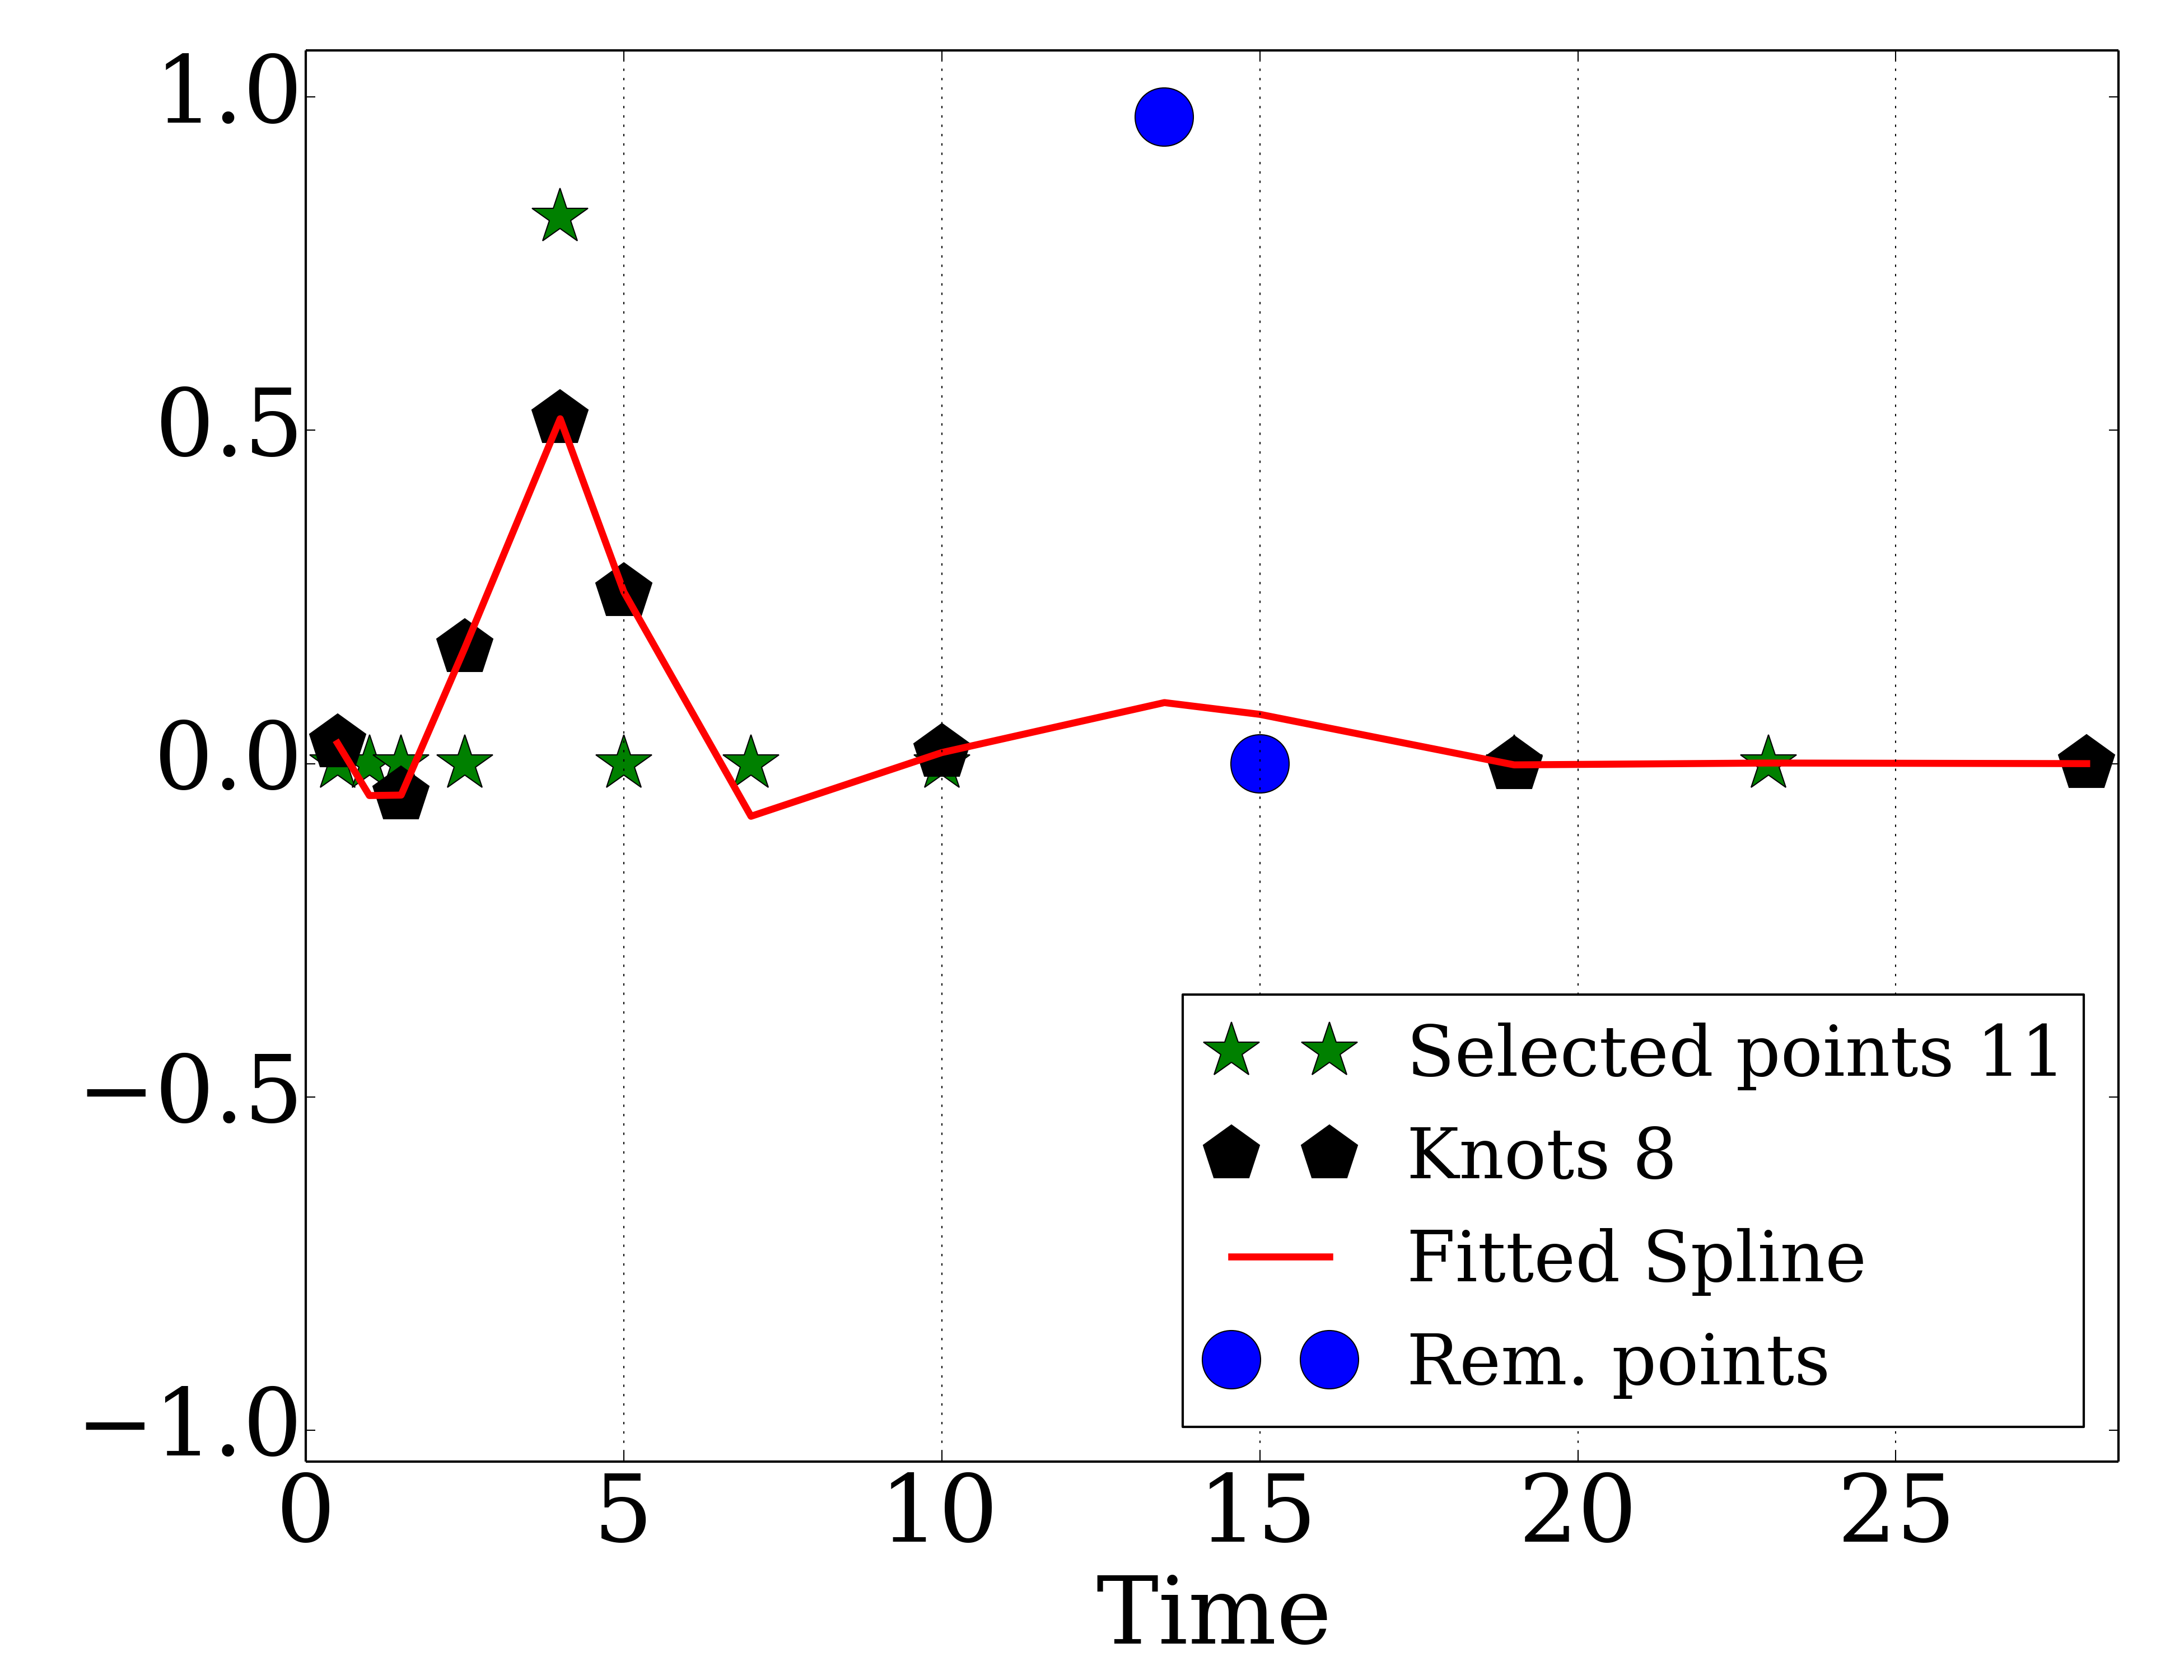 1.0
0.5
0.0
−0.5
−1.0
0 5 10 15 20 25
Time
Selected points 11
Knots 8
Fitted Spline
Rem. points